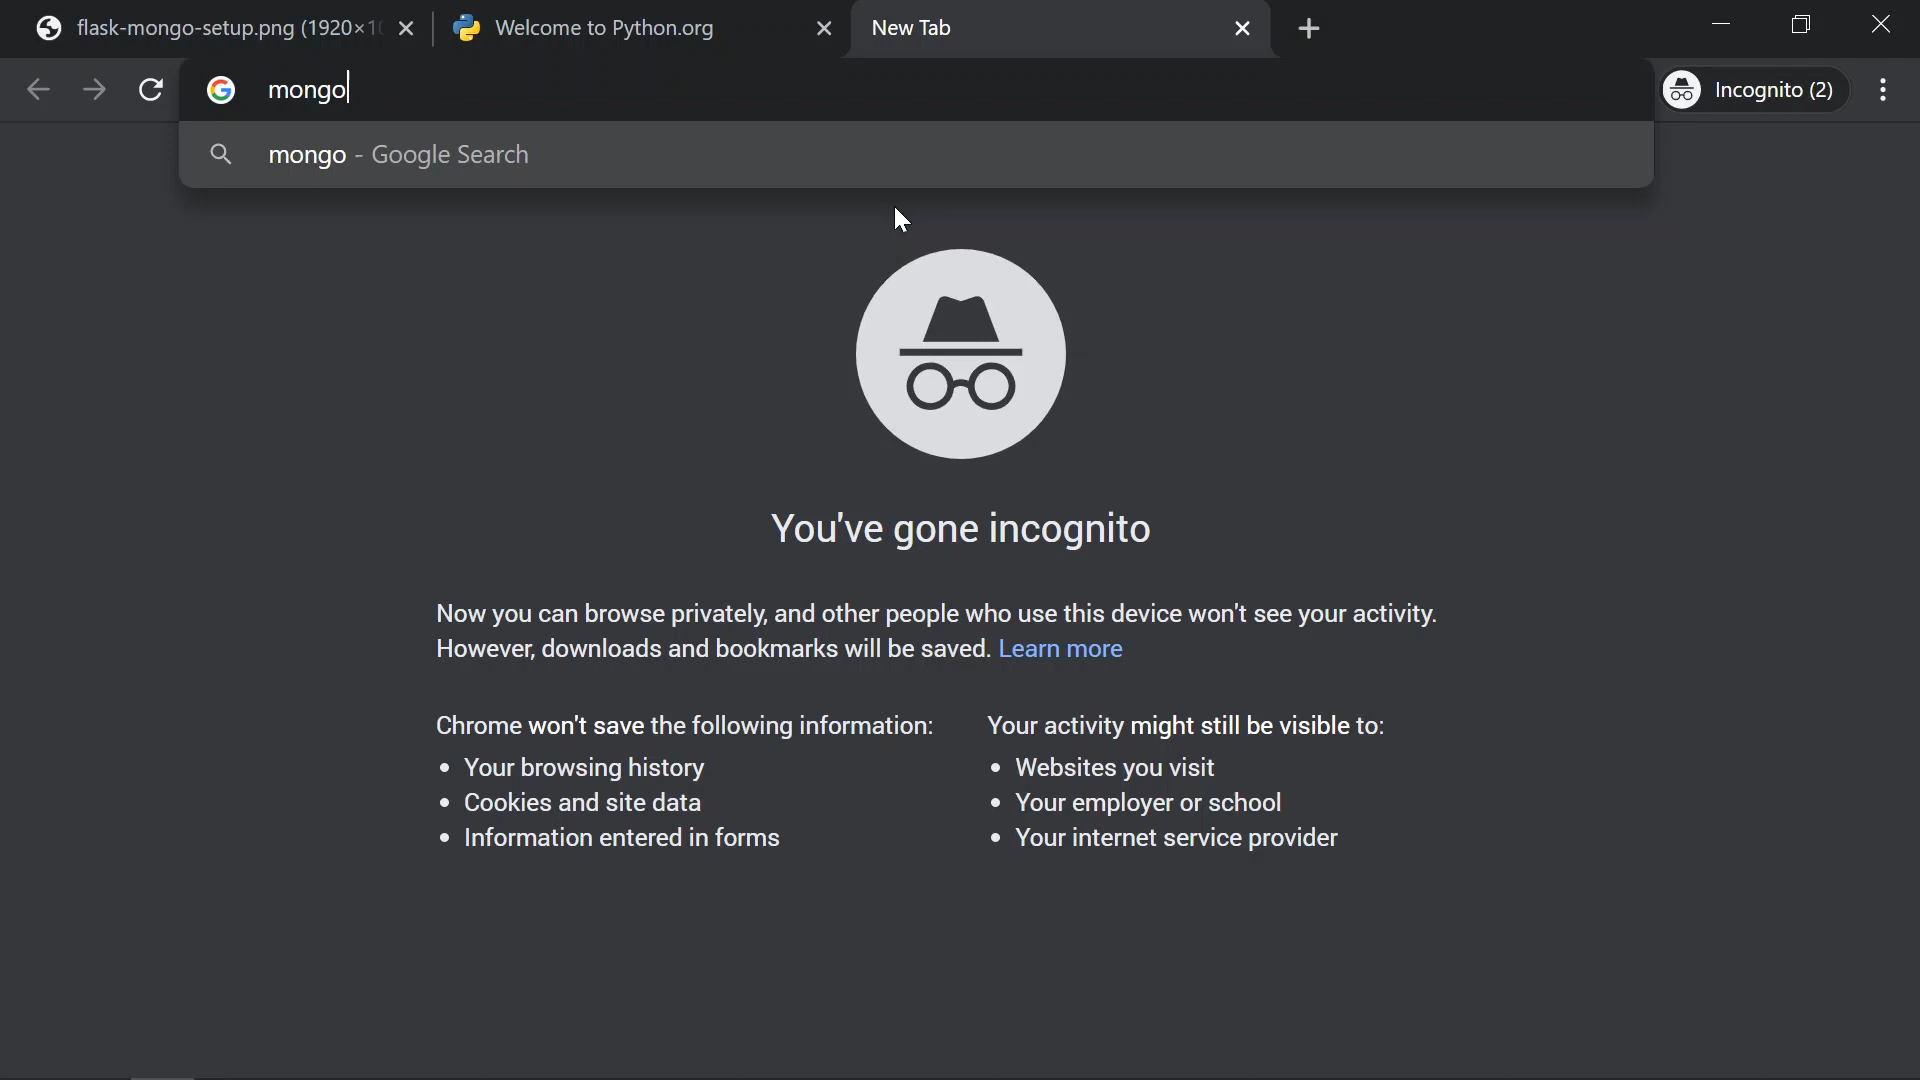 flask-mongo-setup.png (1920×1
Welcome to Python.org
New Tab
mongo
Incognito (2)
mongo - Google Search
You've gone incognito
Now you can browse privately, and other people who use this device won't see your activity.
However, downloads and bookmarks will be saved. Learn more
Chrome won't save the following information:
• Your browsing history
• Cookies and site data
• Information entered in forms
Your activity might still be visible to:
• Websites you visit
• Your employer or school
• Your internet service provider